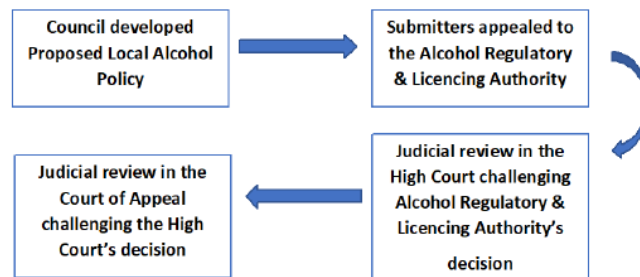 Council developed
Proposed Local Alcohol
Policy
Submitters appealed to
the Alcohol Regulatory
& Licencing Authority
Judicial review in the
High Court challenging
Alcohol Regulatory &
Licencing Authority's
decision
Judicial review in the
Court of Appeal
challenging the High
Court's decision